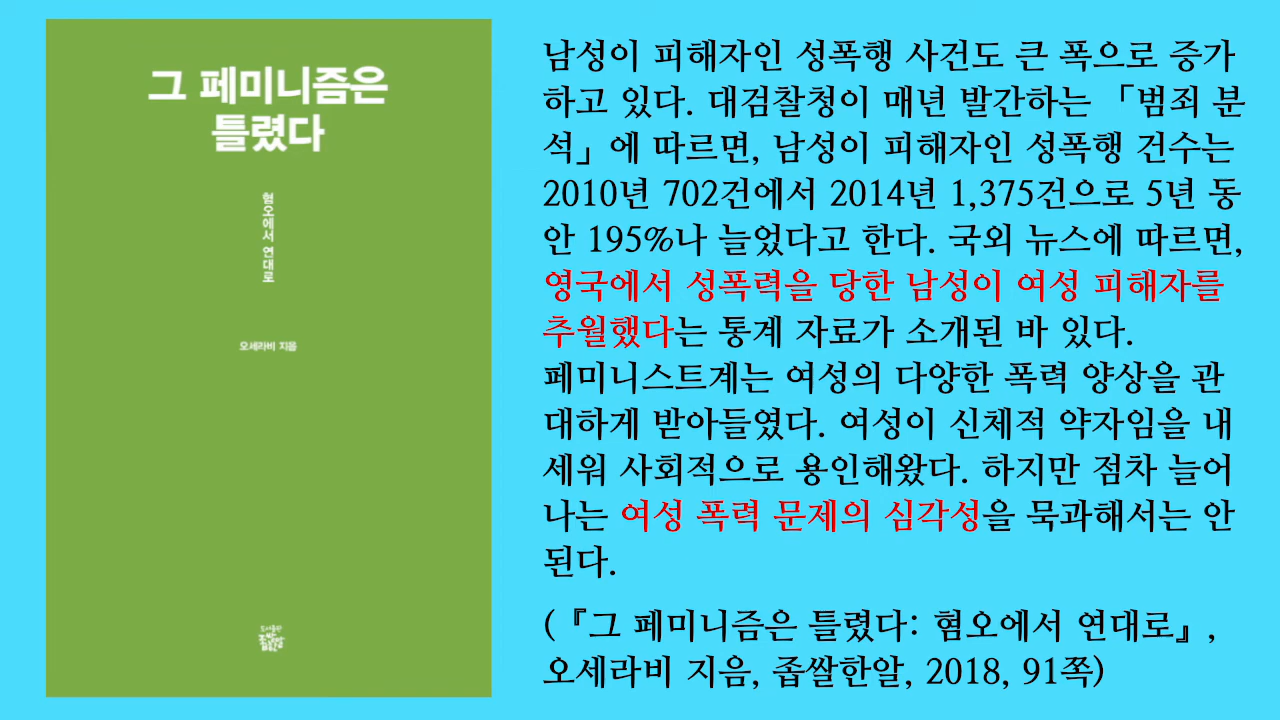 그 페미니즘은
틀렸다
혐오에서 연대로
오세라비 지음
좁쌀한알
남성이 피해자인 성폭행 사건도 큰 폭으로 증가
하고 있다. 대검찰청이 매년 발간하는 「범죄 분
석」에 따르면, 남성이 피해자인 성폭행 건수는
2010년 702건에서 2014년 1,375건으로 5년 동
안 195%나 늘었다고 한다. 국외 뉴스에 따르면,
영국에서 성폭력을 당한 남성이 여성 피해자를
추월했다는 통계 자료가 소개된 바 있다.
페미니스트계는 여성의 다양한 폭력 양상을 관
대하게 받아들였다. 여성이 신체적 약자임을 내
세워 사회적으로 용인해왔다. 하지만 점차 늘어
나는 여성 폭력 문제의 심각성을 묵과해서는 안
된다.
(『그 페미니즘은 틀렸다: 혐오에서 연대로』,
오세라비 지음, 좁쌀한알, 2018, 91쪽)